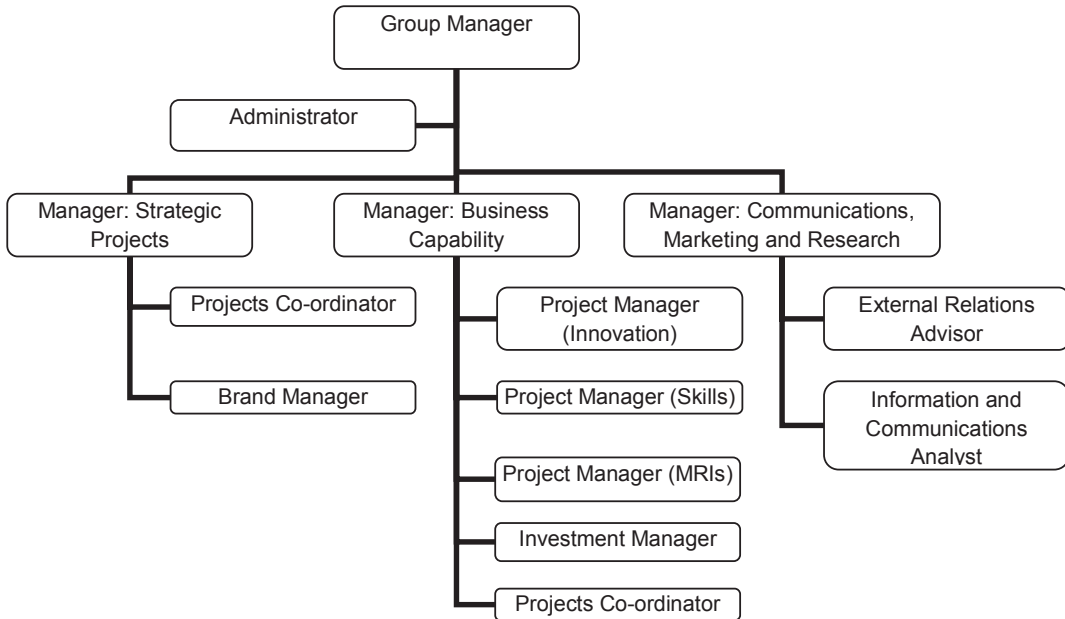 Group Manager
Administrator
Manager: Strategic
Projects
Manager: Business
Capability
Manager: Communications,
Marketing and Research
Projects Co-ordinator
Brand Manager
Project Manager
(Innovation)
Project Manager (Skills)
Project Manager (MRIs)
Investment Manager
Projects Co-ordinator
External Relations
Advisor
Information and
Communications
Analyst